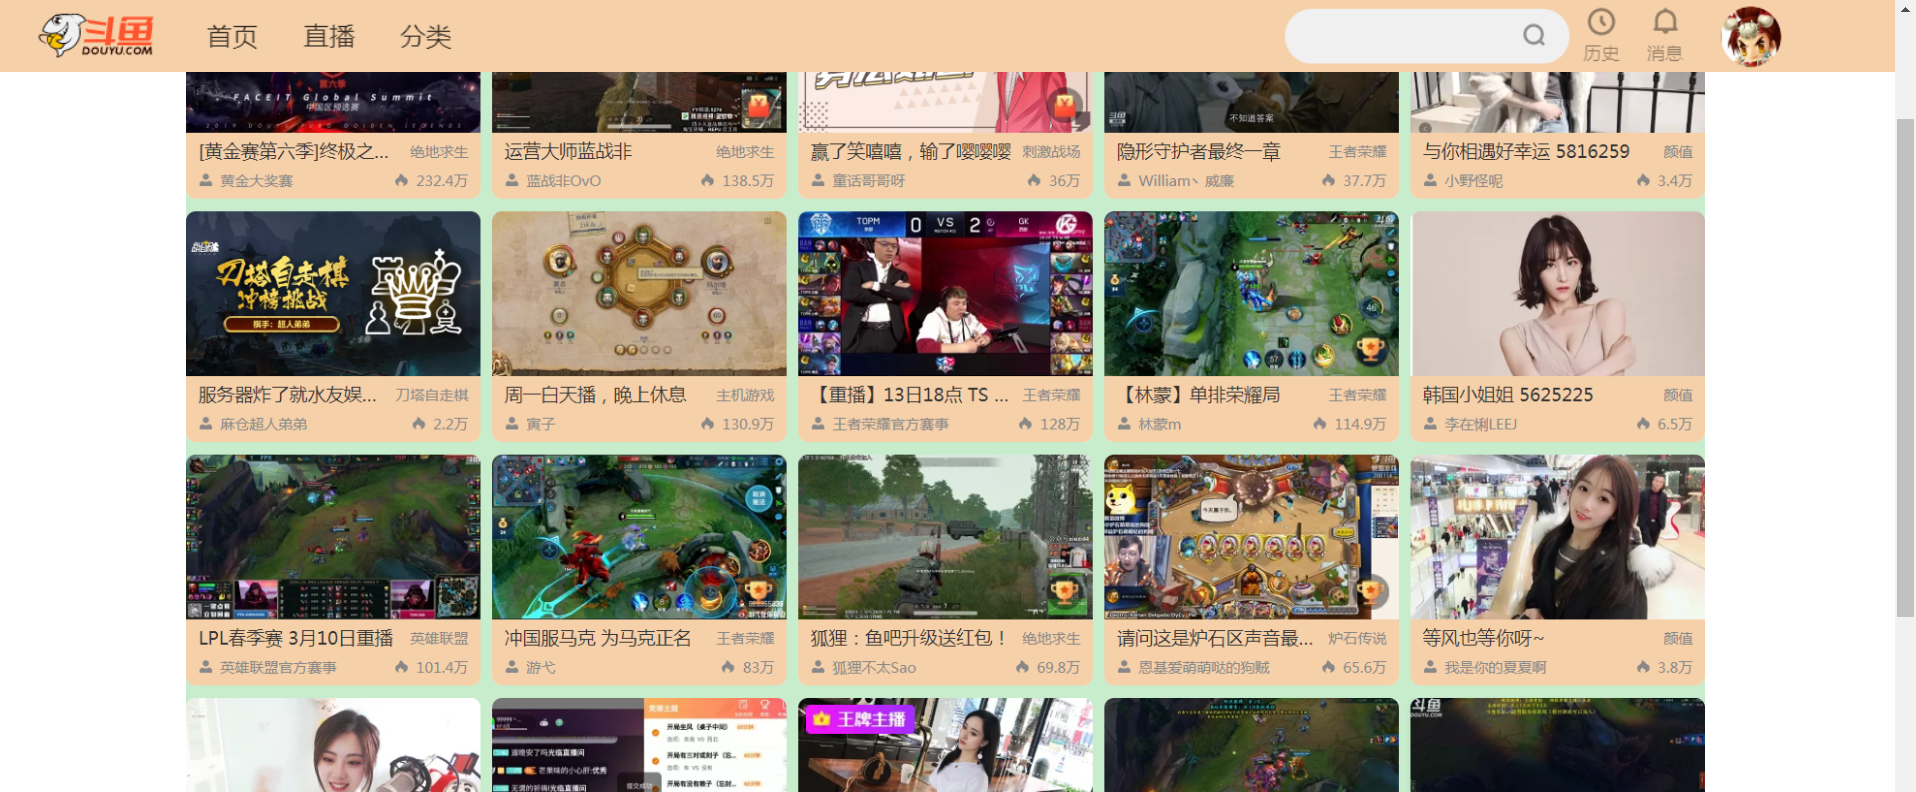 斗鱼
DOUYU.COM
首页
直播
分类
历史
消息
第六季
FACEIT Global Summit
中国区预选赛
不知道答案
[黄金赛第六季]终极之...
绝地求生
黄金大奖赛
232.4万
运营大师蓝战非
绝地求生
蓝战非OvO
138.5万
赢了笑嘻嘻，输了嘤嘤嘤
刺激战场
童话哥哥呀
36万
隐形守护者最终一章
王者荣耀
William丶威廉
37.7万
与你相遇好幸运 5816259
颜值
小野怪呢
3.4万
刀塔自走棋
冲榜挑战
棋手：超人弟弟
TOPM
0
VS
2
GK
服务器炸了就水友娱...
刀塔自走棋
麻仓超人弟弟
2.2万
周一白天播，晚上休息
主机游戏
寅子
130.9万
【重播】13日18点 TS ...
王者荣耀
王者荣耀官方赛事
128万
【林蒙】单排荣耀局
王者荣耀
林蒙m
114.9万
韩国小姐姐 5625225
颜值
李在悧LEEJ
6.5万
LPL春季赛 3月10日重播
英雄联盟
英雄联盟官方赛事
101.4万
冲国服马克 为马克正名
王者荣耀
游弋
83万
狐狸：鱼吧升级送红包！
绝地求生
狐狸不太Sao
69.8万
请问这是炉石区声音最...
炉石传说
恩基爱萌萌哒的狗贼
65.6万
等风也等你呀~
颜值
我是你的夏夏啊
3.8万
王牌主播
斗鱼
DOUYU.COM